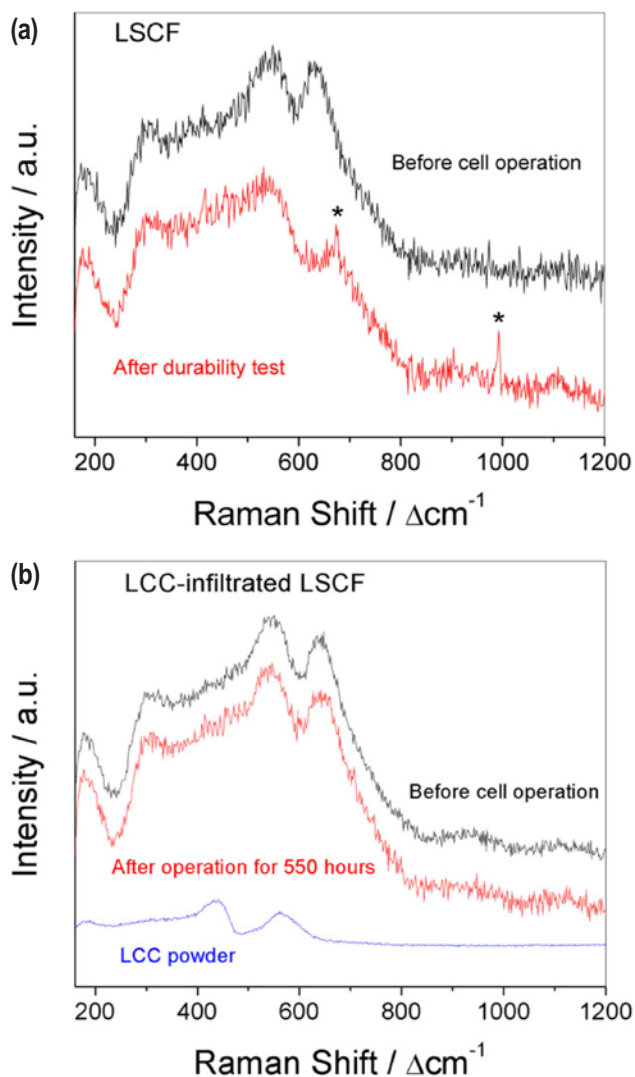 (a)
LSCF
Before cell operation
*
*
After durability test
Intensity / a.u.
200 400 600 800 1000 1200
Raman Shift / Δcm⁻¹
(b)
LCC-infiltrated LSCF
Before cell operation
After operation for 550 hours
LCC powder
Intensity / a.u.
200 400 600 800 1000 1200
Raman Shift / Δcm⁻¹